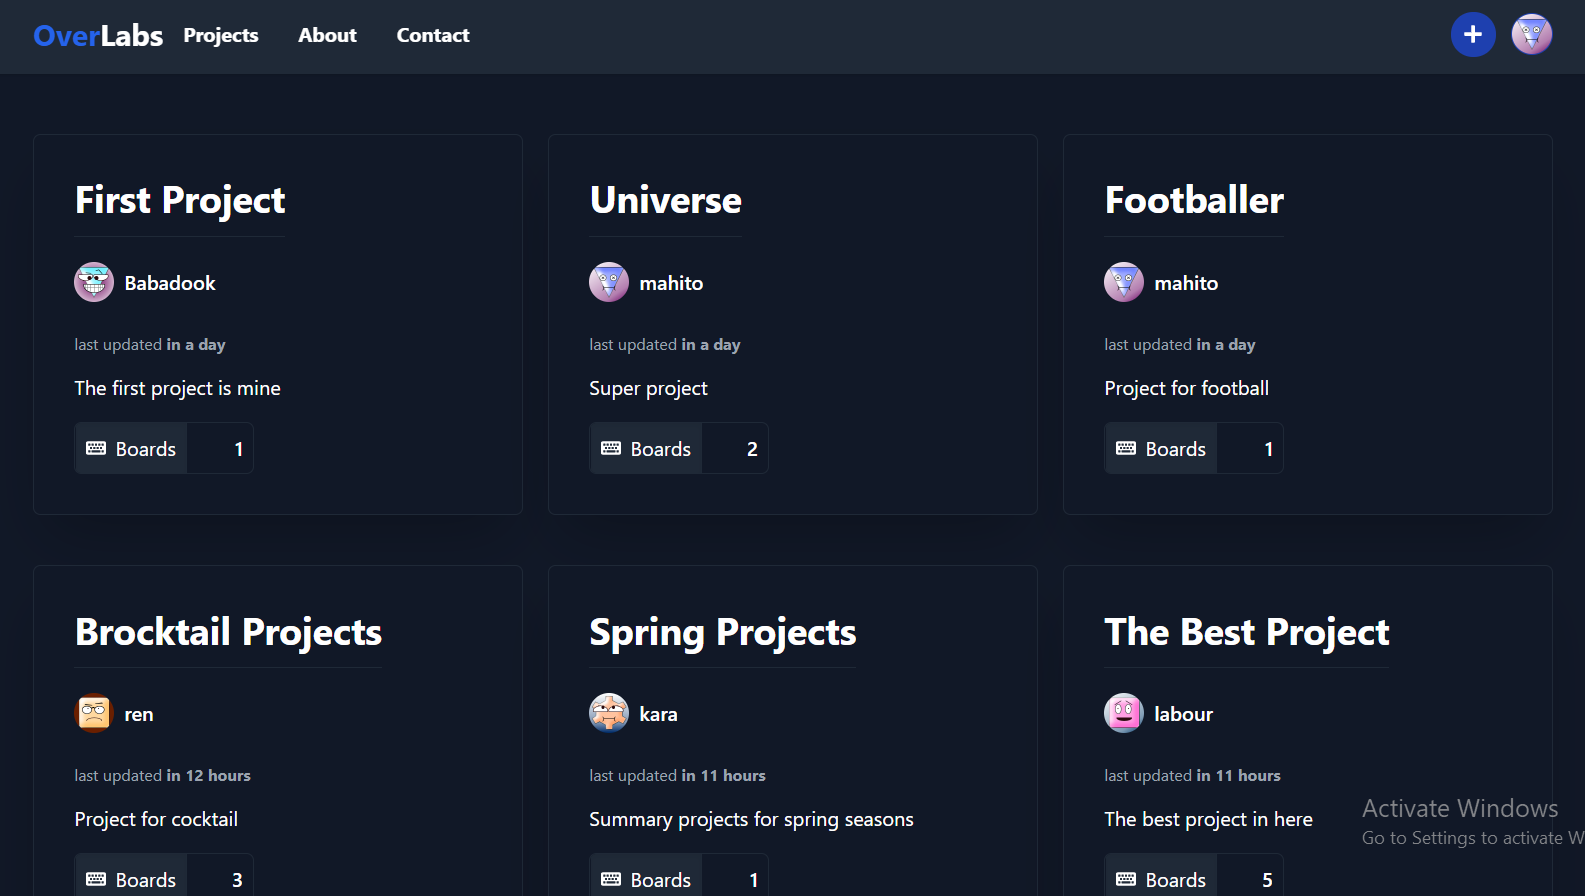 OverLabs Projects About Contact
First Project
Babadook
last updated in a day
The first project is mine
Boards 1
Universe
mahito
last updated in a day
Super project
Boards 2
Footballer
mahito
last updated in a day
Project for football
Boards 1
Brocktail Projects
ren
last updated in 12 hours
Project for cocktail
Boards 3
Spring Projects
kara
last updated in 11 hours
Summary projects for spring seasons
Boards 1
The Best Project
labour
last updated in 11 hours
The best project in here
Boards 5
Activate Windows
Go to Settings to activate W